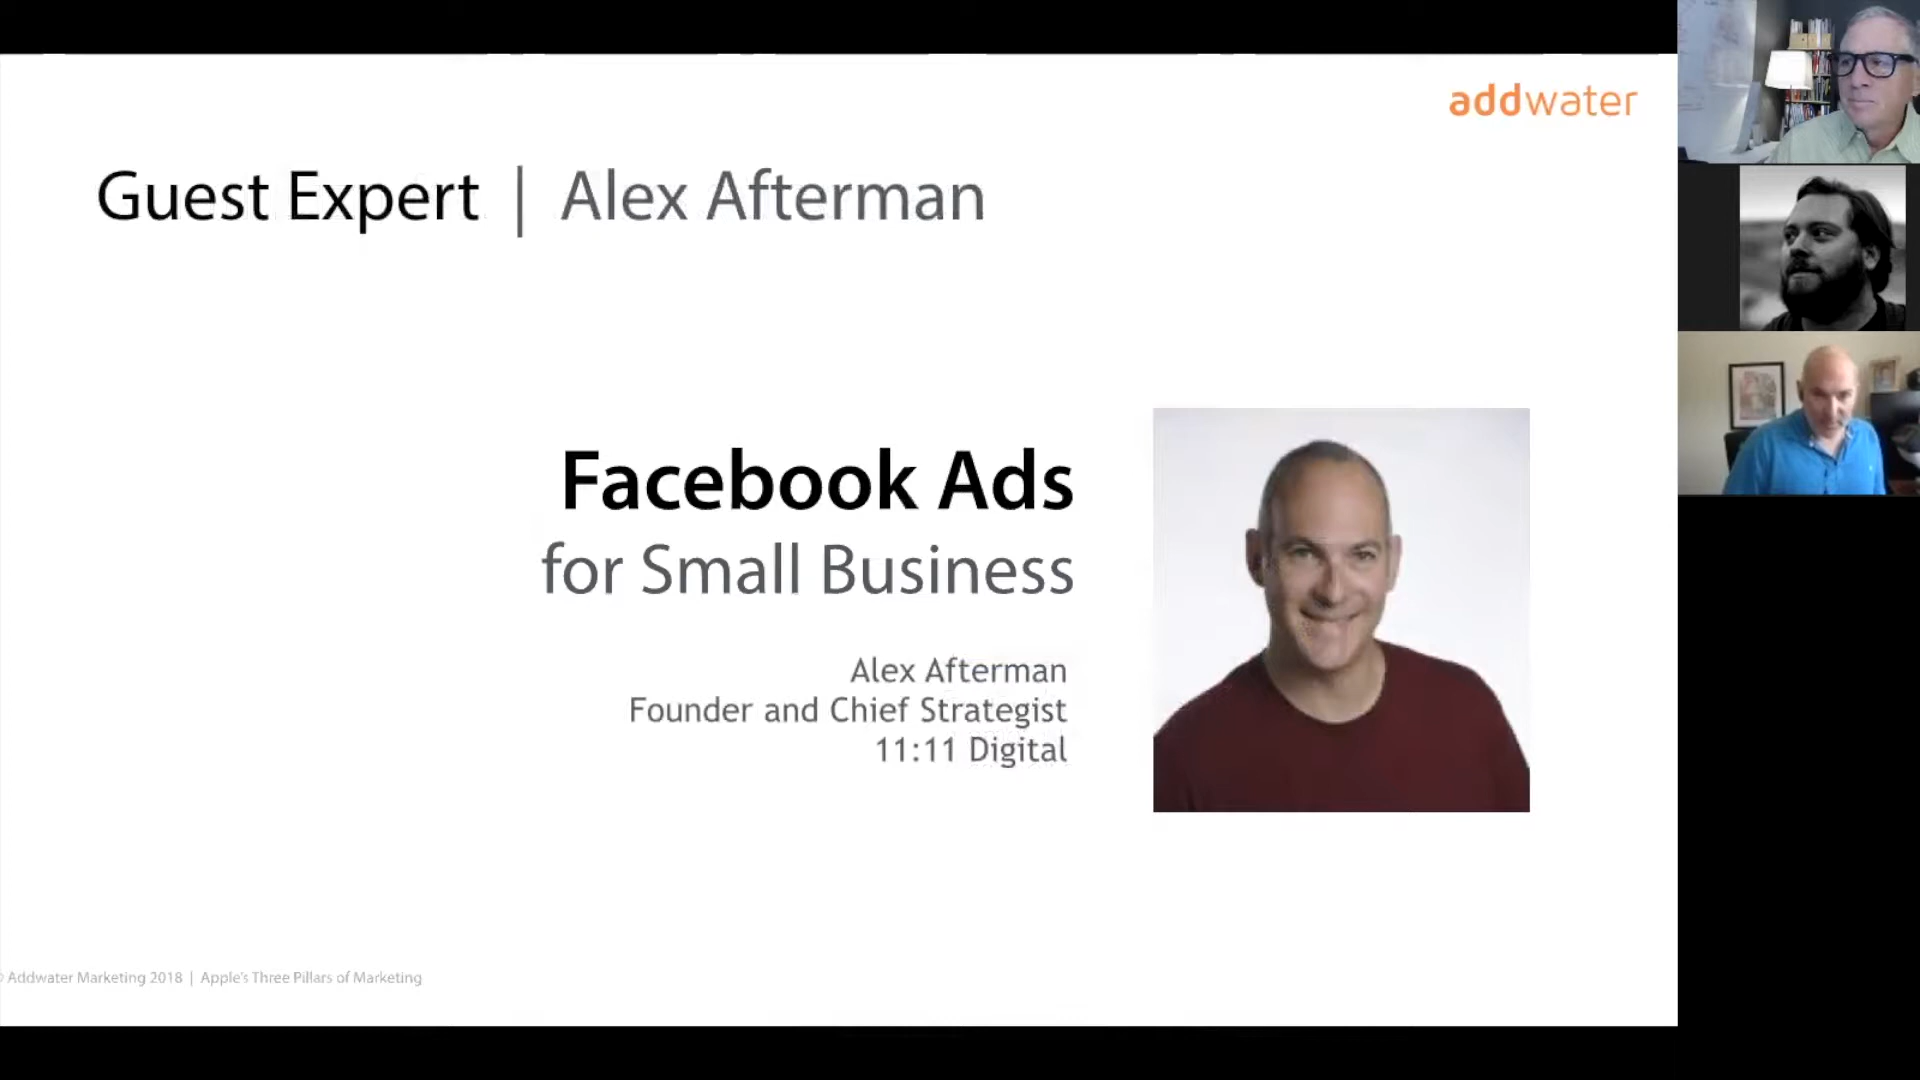 addwater
Guest Expert | Alex Afterman
Facebook Ads
for Small Business
Alex Afterman
Founder and Chief Strategist
11:11 Digital
© Addwater Marketing 2018 | Apple's Three Pillars of Marketing